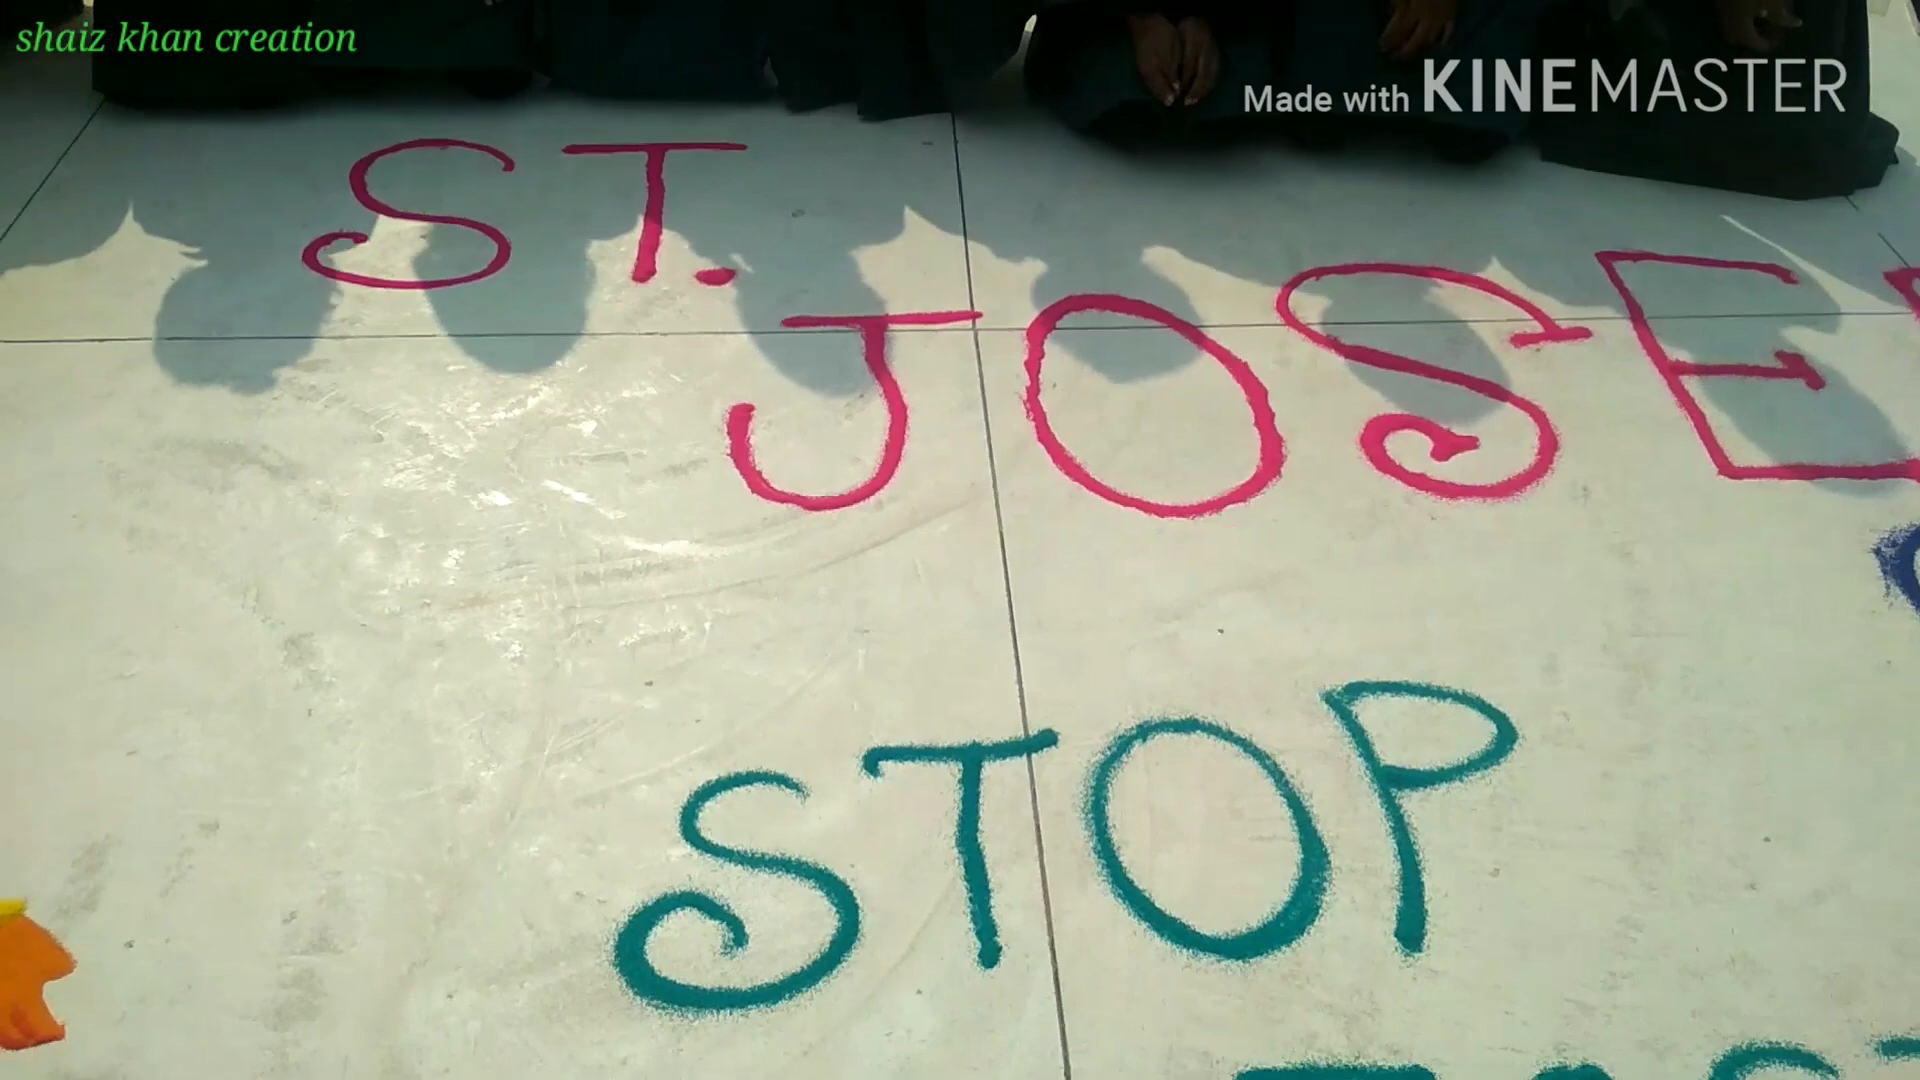 shaiz khan creation
Made with KINEMASTER
ST.
JOSE
STOP